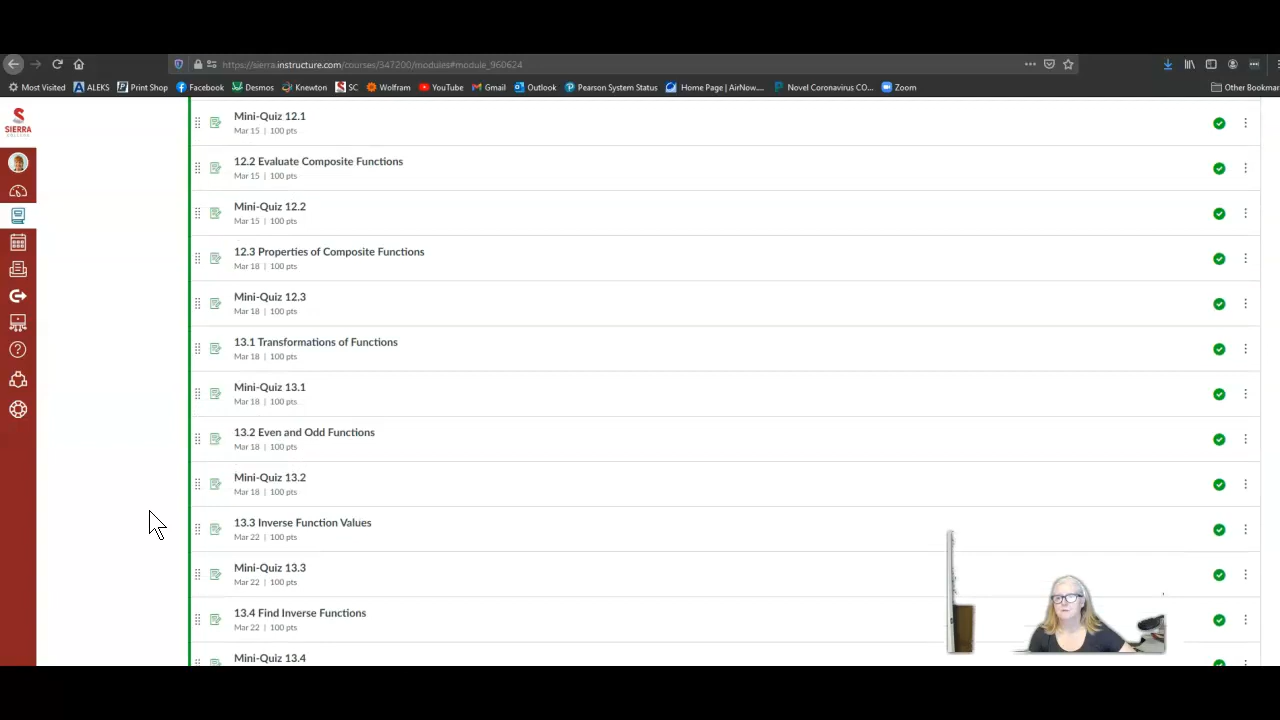 https://sierra.instructure.com/courses/347200/modules#module_960624
Most Visited ALEKS Print Shop Facebook Desmos Knewton SC Wolfram YouTube Gmail Outlook Pearson System Status Home Page | AirNow.... Novel Coronavirus CO... Zoom Other Bookmar
SIERRA
COLLEGE
Mini-Quiz 12.1
Mar 15 | 100 pts
12.2 Evaluate Composite Functions
Mar 15 | 100 pts
Mini-Quiz 12.2
Mar 15 | 100 pts
12.3 Properties of Composite Functions
Mar 18 | 100 pts
Mini-Quiz 12.3
Mar 18 | 100 pts
13.1 Transformations of Functions
Mar 18 | 100 pts
Mini-Quiz 13.1
Mar 18 | 100 pts
13.2 Even and Odd Functions
Mar 18 | 100 pts
Mini-Quiz 13.2
Mar 18 | 100 pts
13.3 Inverse Function Values
Mar 22 | 100 pts
Mini-Quiz 13.3
Mar 22 | 100 pts
13.4 Find Inverse Functions
Mar 22 | 100 pts
Mini-Quiz 13.4